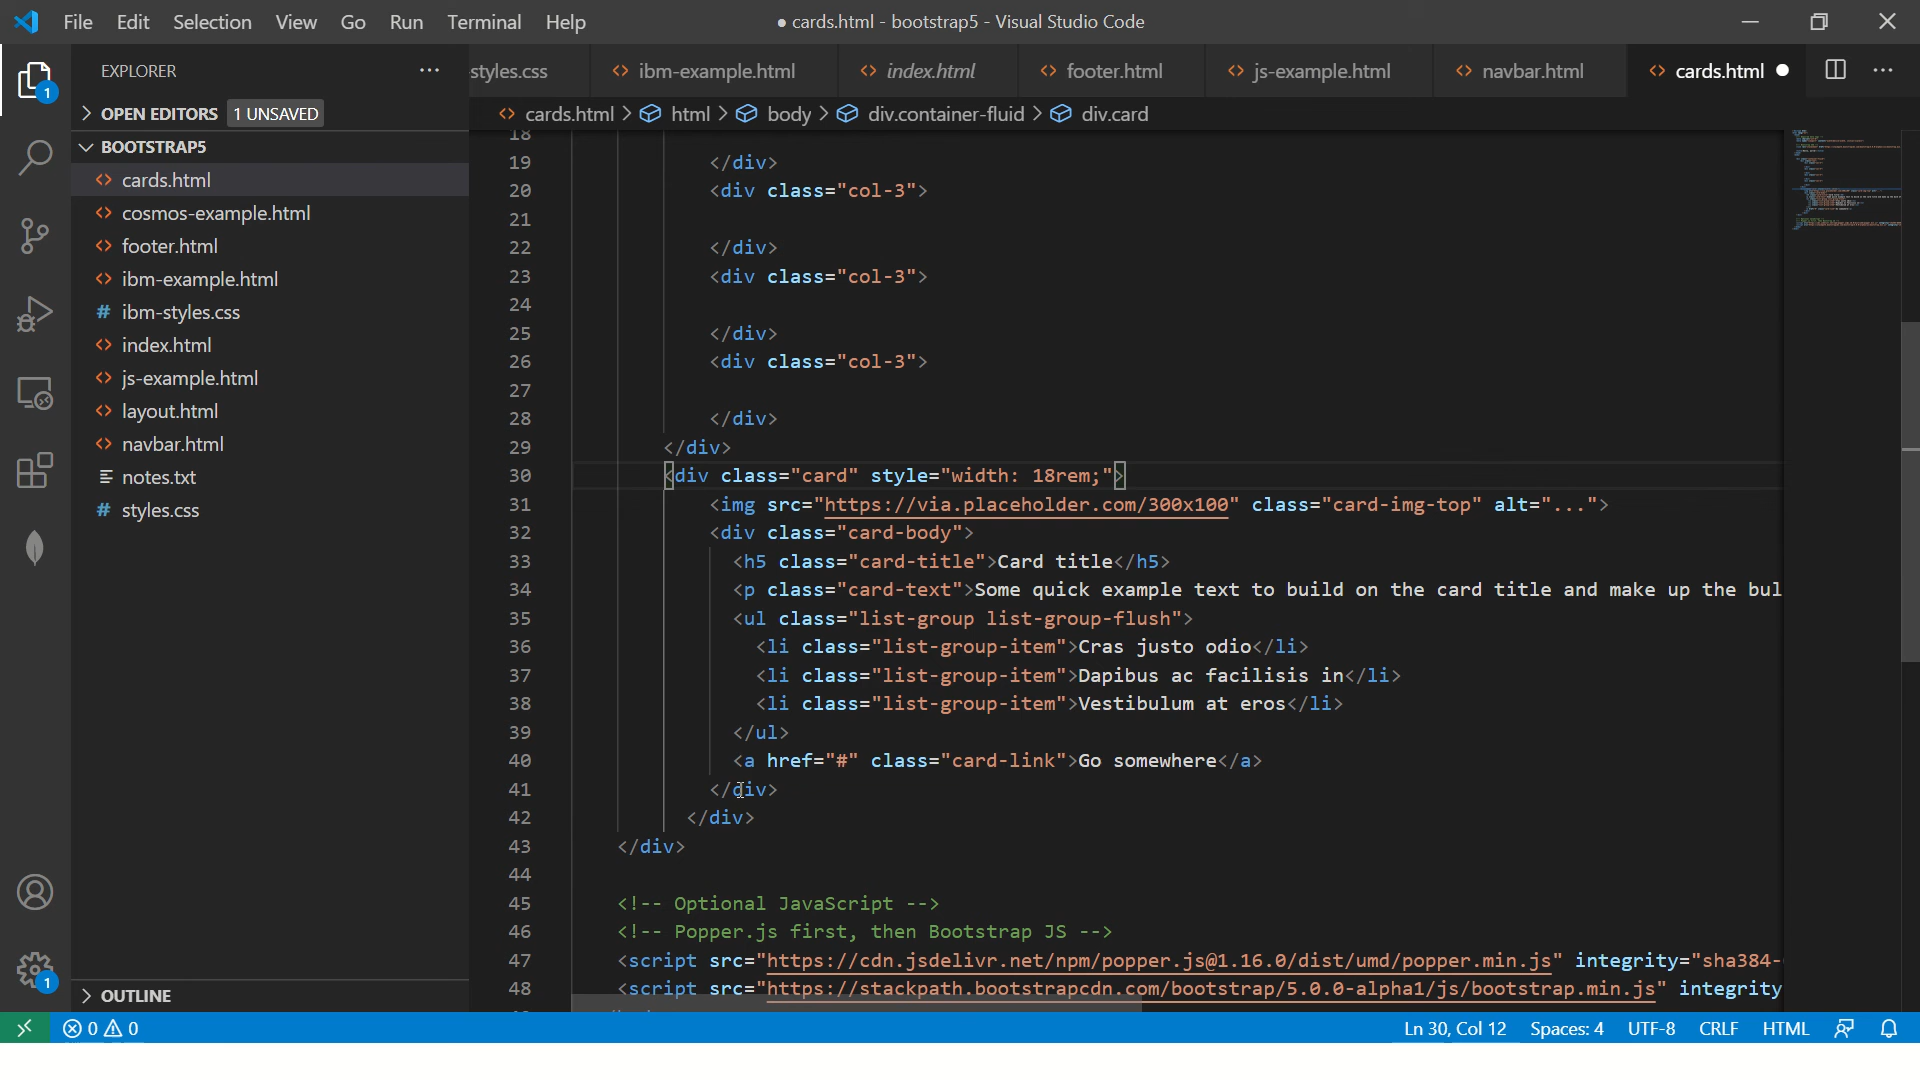 File Edit Selection View Go Run Terminal Help
● cards.html - bootstrap5 - Visual Studio Code
EXPLORER
styles.css
ibm-example.html
index.html
footer.html
js-example.html
navbar.html
cards.html
OPEN EDITORS 1 UNSAVED
cards.html > html > body > div.container-fluid > div.card
BOOTSTRAP5
cards.html
cosmos-example.html
footer.html
ibm-example.html
ibm-styles.css
index.html
js-example.html
layout.html
navbar.html
notes.txt
styles.css
OUTLINE
1
1
18
19 </div>
20 <div class="col-3">
21
22 </div>
23 <div class="col-3">
24
25 </div>
26 <div class="col-3">
27
28 </div>
29 </div>
30 <div class="card" style="width: 18rem;">
31 <img src="https://via.placeholder.com/300x100" class="card-img-top" alt="...">
32 <div class="card-body">
33 <h5 class="card-title">Card title</h5>
34 <p class="card-text">Some quick example text to build on the card title and make up the bul
35 <ul class="list-group list-group-flush">
36 <li class="list-group-item">Cras justo odio</li>
37 <li class="list-group-item">Dapibus ac facilisis in</li>
38 <li class="list-group-item">Vestibulum at eros</li>
39 </ul>
40 <a href="#" class="card-link">Go somewhere</a>
41 </div>
42 </div>
43 </div>
44
45 <!-- Optional JavaScript -->
46 <!-- Popper.js first, then Bootstrap JS -->
47 <script src="https://cdn.jsdelivr.net/npm/popper.js@1.16.0/dist/umd/popper.min.js" integrity="sha384-
48 <script src="https://stackpath.bootstrapcdn.com/bootstrap/5.0.0-alpha1/js/bootstrap.min.js" integrity
0 0 Ln 30, Col 12 Spaces: 4 UTF-8 CRLF HTML